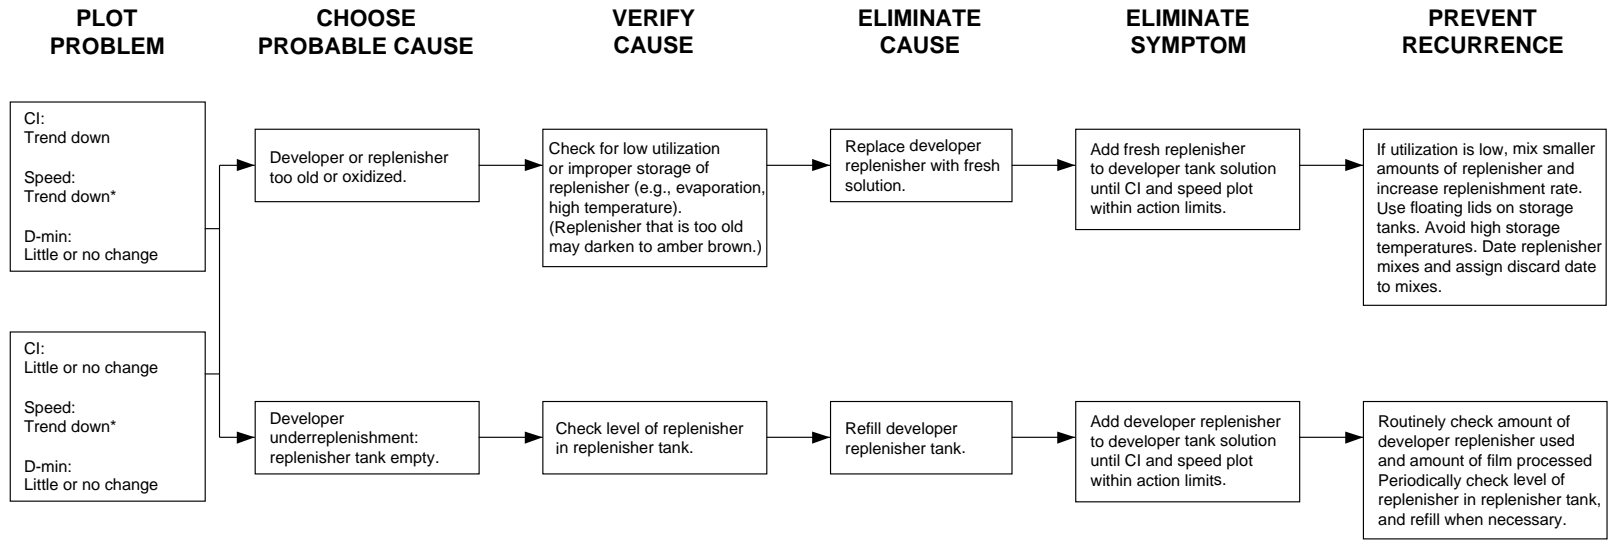 PLOT
PROBLEM
CHOOSE
PROBABLE CAUSE
VERIFY
CAUSE
ELIMINATE
CAUSE
ELIMINATE
SYMPTOM
PREVENT
RECURRENCE
CI:
Trend down
Speed:
Trend down*
D-min:
Little or no change
Developer or replenisher
too old or oxidized.
Check for low utilization
or improper storage of
replenisher (e.g., evaporation,
high temperature).
(Replenisher that is too old
may darken to amber brown.)
Replace developer
replenisher with fresh
solution.
Add fresh replenisher
to developer tank solution
until CI and speed plot
within action limits.
If utilization is low, mix smaller
amounts of replenisher and
increase replenishment rate.
Use floating lids on storage
tanks. Avoid high storage
temperatures. Date replenisher
mixes and assign discard date
to mixes.
CI:
Little or no change
Speed:
Trend down*
D-min:
Little or no change
Developer
underreplenishment:
replenisher tank empty.
Check level of replenisher
in replenisher tank.
Refill developer
replenisher tank.
Add developer replenisher
to developer tank solution
until CI and speed plot
within action limits.
Routinely check amount of
developer replenisher used
and amount of film processed
Periodically check level of
replenisher in replenisher tank,
and refill when necessary.